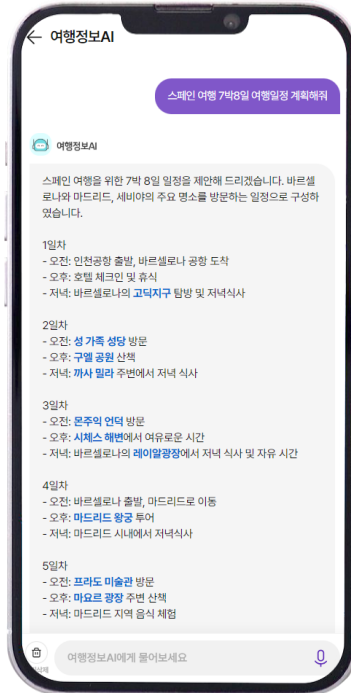 여행정보AI
스페인 여행 7박8일 여행일정 계획해줘
여행정보AI
스페인 여행을 위한 7박 8일 일정을 제안해 드리겠습니다. 바르셀
로나와 마드리드, 세비야의 주요 명소를 방문하는 일정으로 구성하
였습니다.
1일차
- 오전: 인천공항 출발, 바르셀로나 공항 도착
- 오후: 호텔 체크인 및 휴식
- 저녁: 바르셀로나의 고딕지구 탐방 및 저녁식사
2일차
- 오전: 성 가족 성당 방문
- 오후: 구엘 공원 산책
- 저녁: 까사 밀라 주변에서 저녁 식사
3일차
- 오전: 몬주익 언덕 방문
- 오후: 시체스 해변에서 여유로운 시간
- 저녁: 바르셀로나의 레이알광장에서 저녁 식사 및 자유 시간
4일차
- 오전: 바르셀로나 출발, 마드리드로 이동
- 오후: 마드리드 왕궁 투어
- 저녁: 마드리드 시내에서 저녁식사
5일차
- 오전: 프라도 미술관 방문
- 오후: 마요르 광장 주변 산책
- 저녁: 마드리드 지역 음식 체험
여행정보AI에게 물어보세요